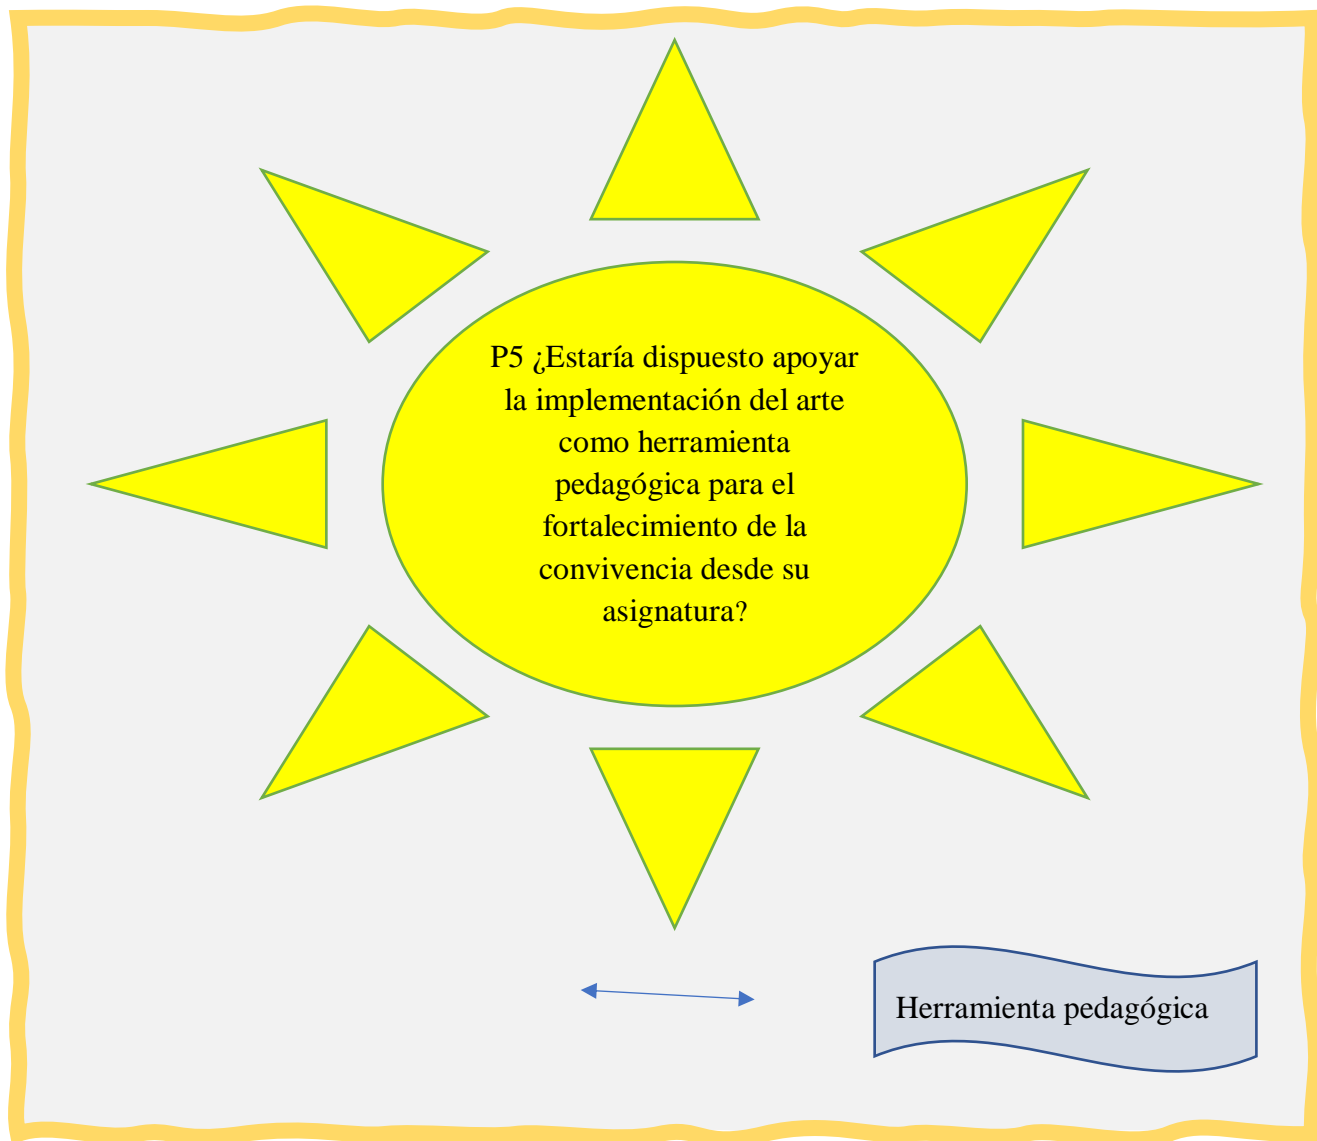 P5 ¿Estaría dispuesto apoyar
la implementación del arte
como herramienta
pedagógica para el
fortalecimiento de la
convivencia desde su
asignatura?
Herramienta pedagógica